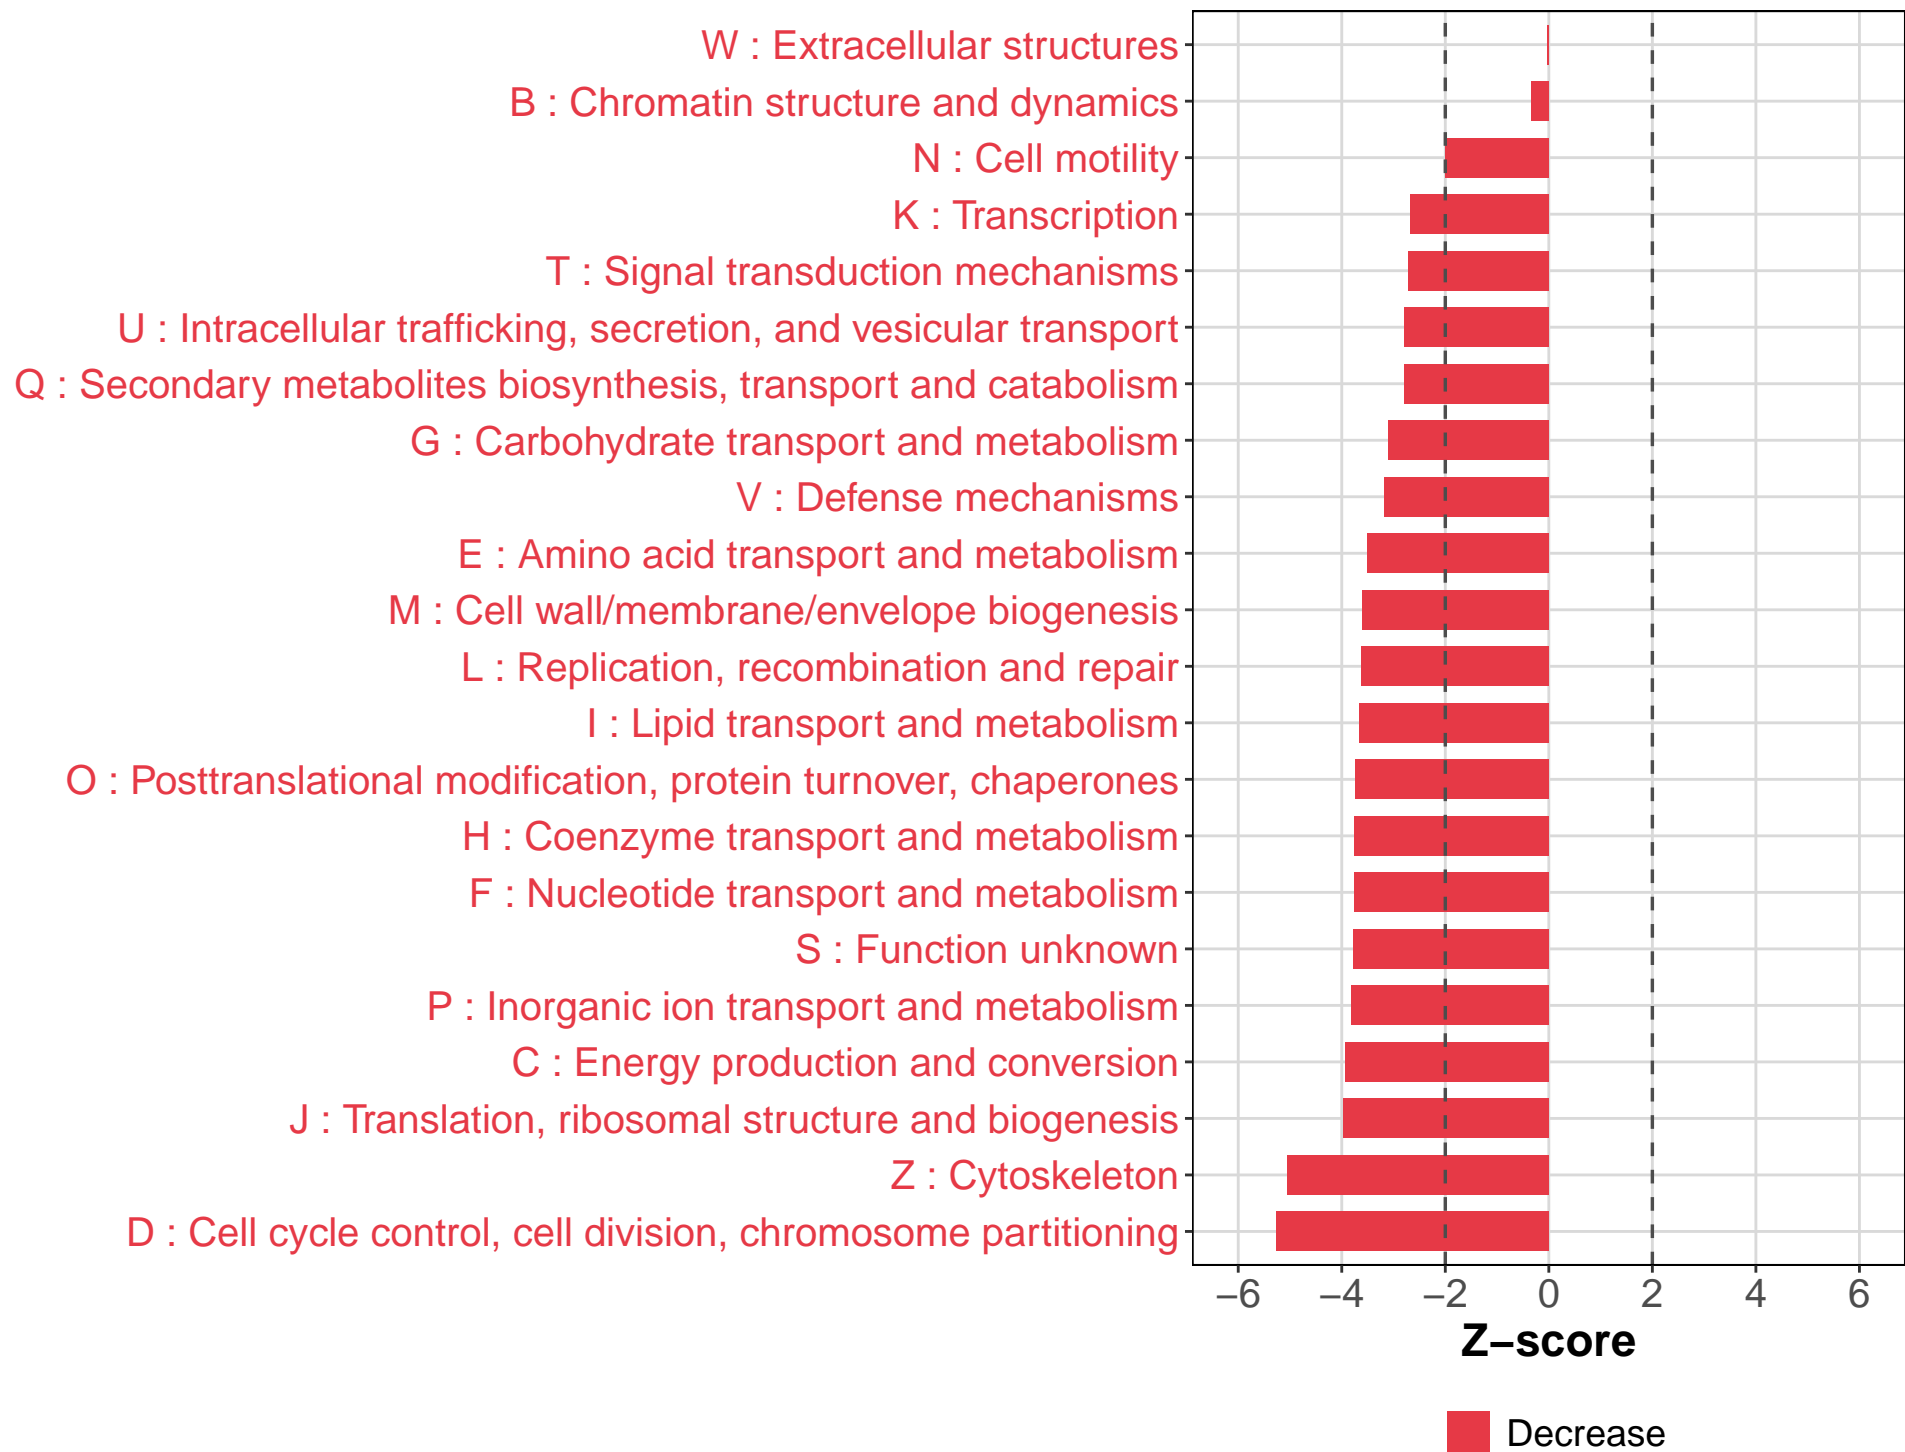 W : Extracellular structures
B : Chromatin structure and dynamics
N : Cell motility
K : Transcription
T : Signal transduction mechanisms
U : Intracellular trafficking, secretion, and vesicular transport
Q : Secondary metabolites biosynthesis, transport and catabolism
G : Carbohydrate transport and metabolism
V : Defense mechanisms
E : Amino acid transport and metabolism
M : Cell wall/membrane/envelope biogenesis
L : Replication, recombination and repair
I : Lipid transport and metabolism
O : Posttranslational modification, protein turnover, chaperones
H : Coenzyme transport and metabolism
F : Nucleotide transport and metabolism
S : Function unknown
P : Inorganic ion transport and metabolism
C : Energy production and conversion
J : Translation, ribosomal structure and biogenesis
Z : Cytoskeleton
D : Cell cycle control, cell division, chromosome partitioning
−6 −4 −2 0 2 4 6
Z−score
Decrease